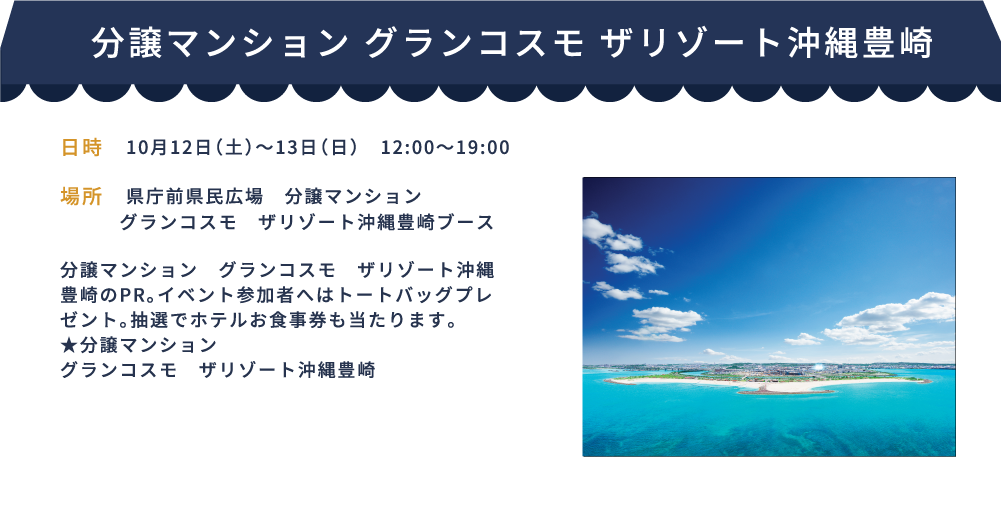 分譲マンション グランコスモ ザリゾート沖縄豊崎
日時　10月12日（土）～13日（日）　12:00～19:00
場所　県庁前県民広場　分譲マンション
グランコスモ　ザリゾート沖縄豊崎ブース
分譲マンション　グランコスモ　ザリゾート沖縄
豊崎のPR。イベント参加者へはトートバッグプレ
ゼント。抽選でホテルお食事券も当たります。
★分譲マンション
グランコスモ　ザリゾート沖縄豊崎